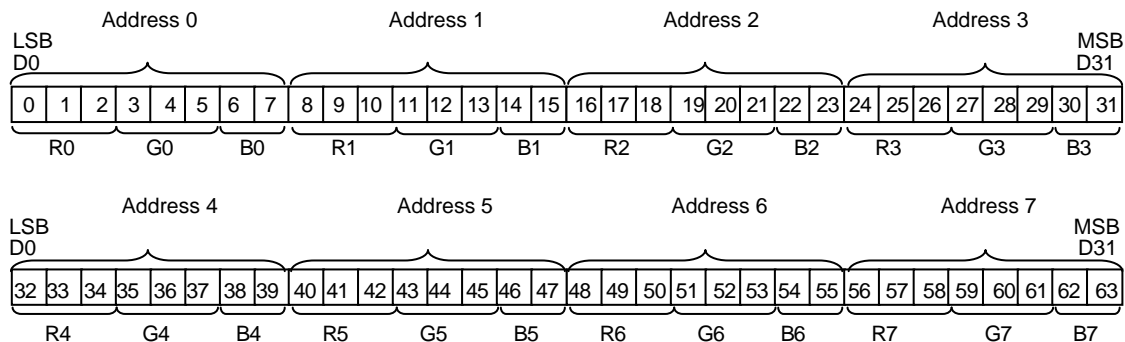 Address 0 Address 1 Address 2 Address 3
LSB MSB
D0 D31
0 1 2 3 4 5 6 7 8 9 10 11 12 13 14 15 16 17 18 19 20 21 22 23 24 25 26 27 28 29 30 31
R0 G0 B0 R1 G1 B1 R2 G2 B2 R3 G3 B3
Address 4 Address 5 Address 6 Address 7
LSB MSB
D0 D31
32 33 34 35 36 37 38 39 40 41 42 43 44 45 46 47 48 49 50 51 52 53 54 55 56 57 58 59 60 61 62 63
R4 G4 B4 R5 G5 B5 R6 G6 B6 R7 G7 B7